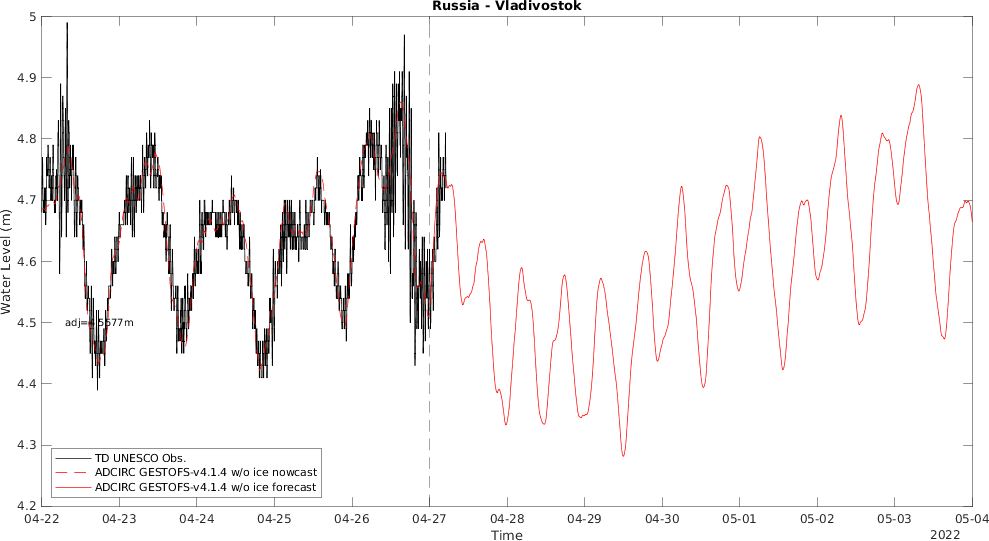 Russia - Vladivostok
Water Level (m)
5
4.9
4.8
4.7
4.6
4.5
4.4
4.3
4.2
adj=4.5577m
TD UNESCO Obs.
ADCIRC GESTOFS-v4.1.4 w/o ice nowcast
ADCIRC GESTOFS-v4.1.4 w/o ice forecast
04-22 04-23 04-24 04-25 04-26 04-27 04-28 04-29 04-30 05-01 05-02 05-03 05-04
Time
2022